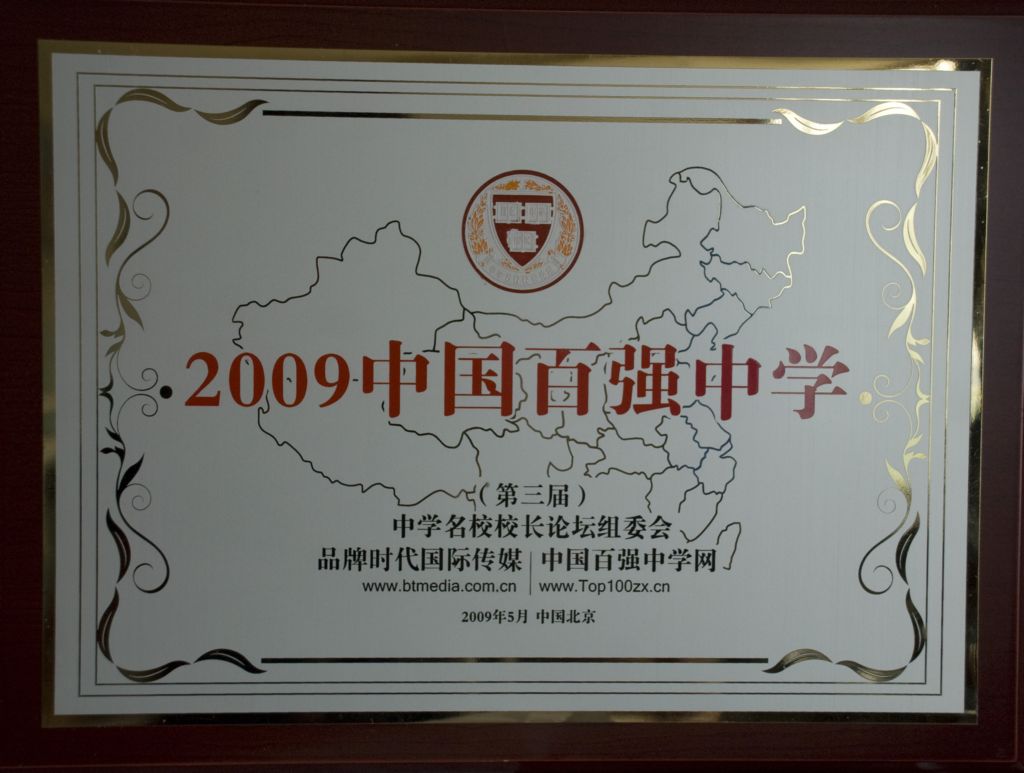 2009中国百强中学
（第三届）
中学名校校长论坛组委会
品牌时代国际传媒 | 中国百强中学网
www.btmedia.com.cn | www.Top100zx.cn
2009年5月 中国北京